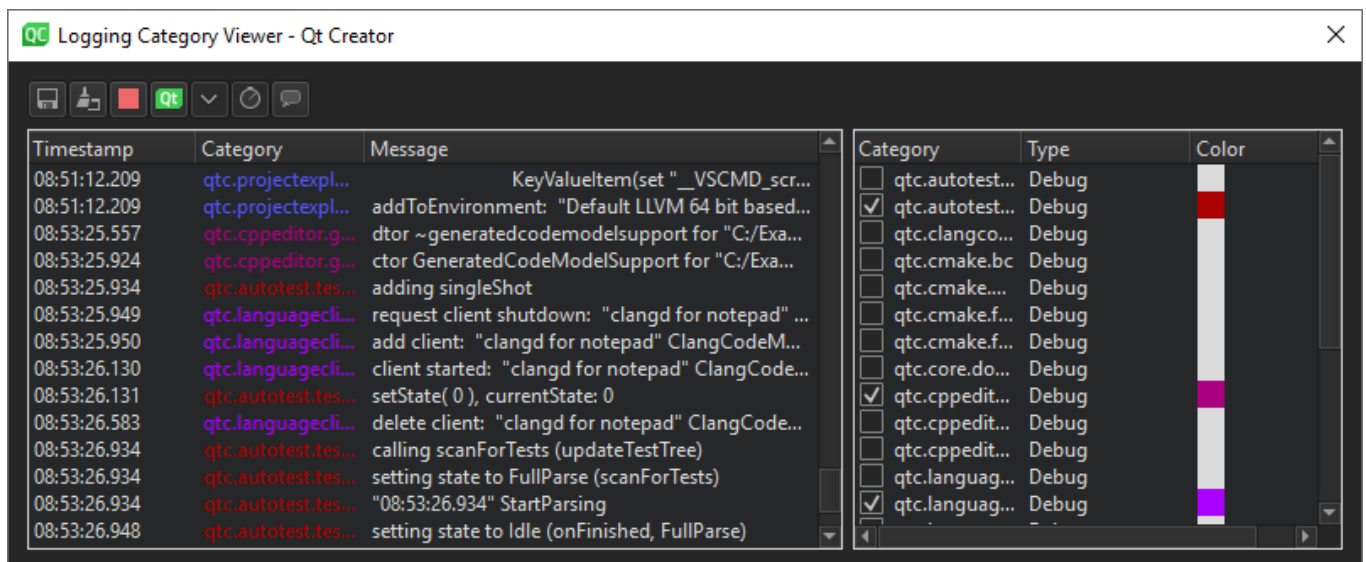 QC Logging Category Viewer - Qt Creator
Qt
Timestamp Category Message
08:51:12.209 qtc.projectexpl... KeyValueItem(set "__VSCMD_scr...
08:51:12.209 qtc.projectexpl... addToEnvironment: "Default LLVM 64 bit based...
08:53:25.557 qtc.cppeditor.g... dtor ~generatedcodemodelsupport for "C:/Exa...
08:53:25.924 qtc.cppeditor.g... ctor GeneratedCodeModelSupport for "C:/Exa...
08:53:25.934 qtc.autotest.tes... adding singleShot
08:53:25.949 qtc.languagecli... request client shutdown: "clangd for notepad" ...
08:53:25.950 qtc.languagecli... add client: "clangd for notepad" ClangCodeM...
08:53:26.130 qtc.languagecli... client started: "clangd for notepad" ClangCode...
08:53:26.131 qtc.autotest.tes... setState( 0 ), currentState: 0
08:53:26.583 qtc.languagecli... delete client: "clangd for notepad" ClangCode...
08:53:26.934 qtc.autotest.tes... calling scanForTests (updateTestTree)
08:53:26.934 qtc.autotest.tes... setting state to FullParse (scanForTests)
08:53:26.934 qtc.autotest.tes... "08:53:26.934" StartParsing
08:53:26.948 qtc.autotest.tes... setting state to Idle (onFinished, FullParse)
Category Type Color
qtc.autotest... Debug
qtc.autotest... Debug
qtc.clangco... Debug
qtc.cmake.bc Debug
qtc.cmake.... Debug
qtc.cmake.f... Debug
qtc.cmake.f... Debug
qtc.core.do... Debug
qtc.cppedit... Debug
qtc.cppedit... Debug
qtc.cppedit... Debug
qtc.languag... Debug
qtc.languag... Debug